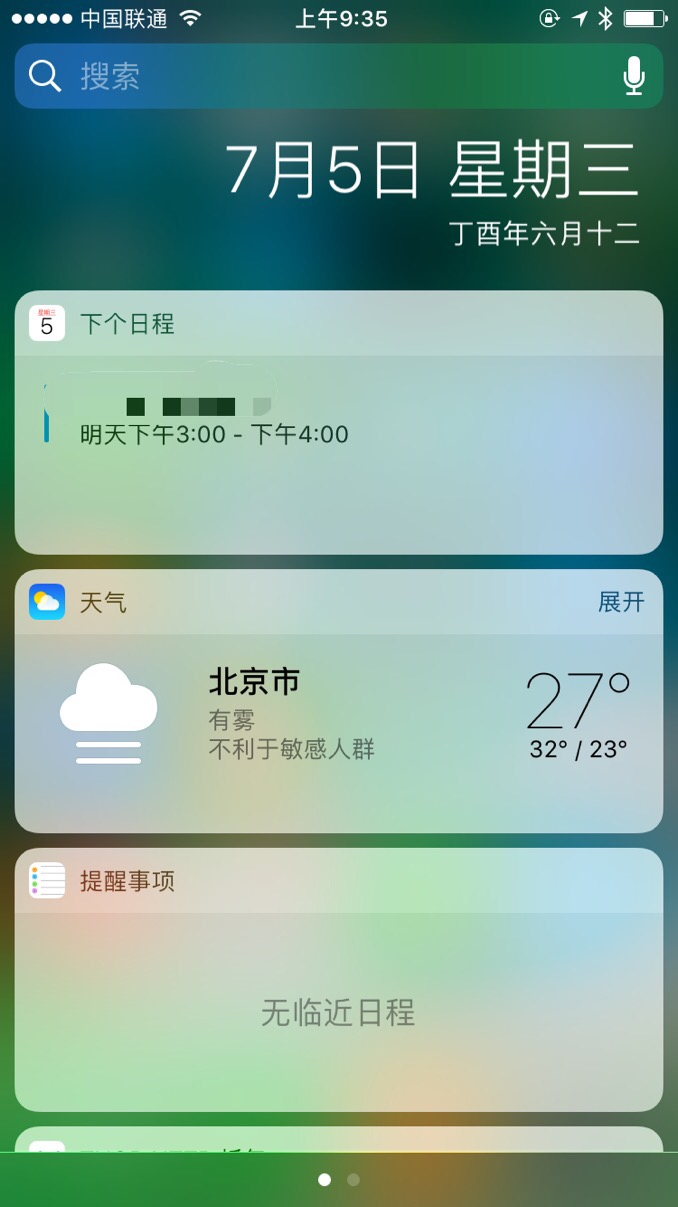 中国联通
上午9:35
搜索
7月5日 星期三
丁酉年六月十二
星期三
5
下个日程
明天下午3:00 - 下午4:00
天气
展开
北京市
27°
有雾
不利于敏感人群
32° / 23°
提醒事项
无临近日程